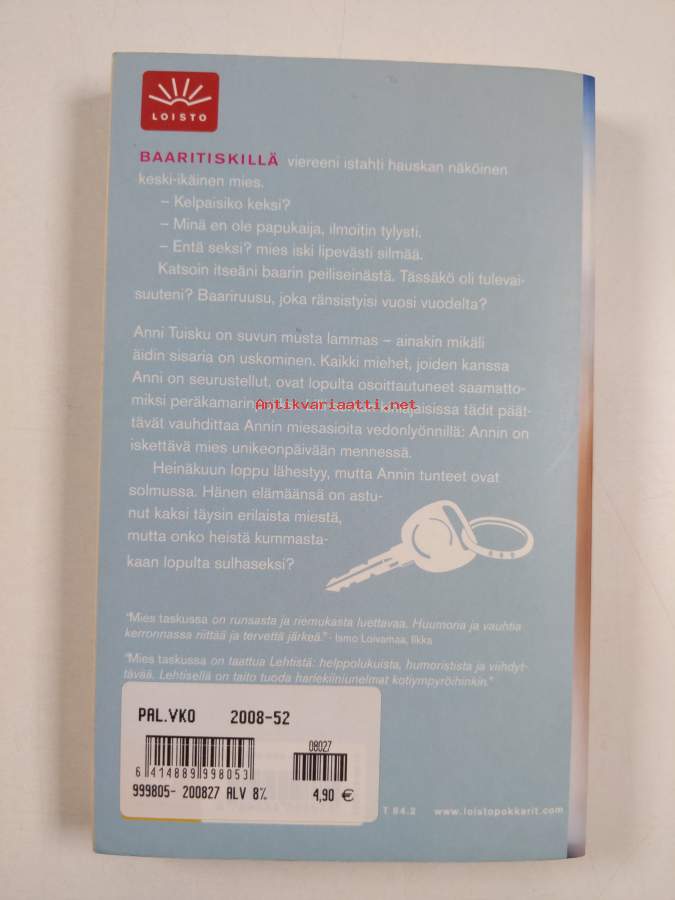 LOISTO
BAARITISKILLÄ viereeni istahti hauskan näköinen
keski-ikäinen mies.
– Kelpaisiko keksi?
– Minä en ole papukaija, ilmoitin tylysti.
– Entä seksi? mies iski lipevästi silmää.
Katsoin itseäni baarin peiliseinästä. Tässäkö oli tulevai-
suuteni? Baariruusu, joka ränsistyisi vuosi vuodelta?
Anni Tuisku on suvun musta lammas – ainakin mikäli
äidin sisaria on uskominen. Kaikki miehet, joiden kanssa
Anni on seurustellut, ovat lopulta osoittautuneet saamatto-
miksi peräkamarin
Antikvariaatti.net
tädit päät-
tävät vauhdittaa Annin miesasioita vedonlyönnillä: Annin on
iskettävä mies unikeonpäivään mennessä.
Heinäkuun loppu lähestyy, mutta Annin tunteet ovat
solmussa. Hänen elämäänsä on astu-
nut kaksi täysin erilaista miestä,
mutta onko heistä kummasta-
kaan lopulta sulhaseksi?
"Mies taskussa on runsasta ja riemukasta luettavaa. Huumoria ja vauhtia
kerronnassa riittää ja tervettä järkeä." - Ismo Loivamaa, Ilkka
"Mies taskussa on taattua Lehtistä: helppolukuista, humoristista ja viihdyt-
tävää. Lehtisellä on taito tuoda harlekiiniunelmat kotiympyröihinkin."
PAL.VKO 2008-52
08027
6 414889 998053
999805- 200827 ALV 8% 4,90 €
T 84.2 www.loistopokkarit.com